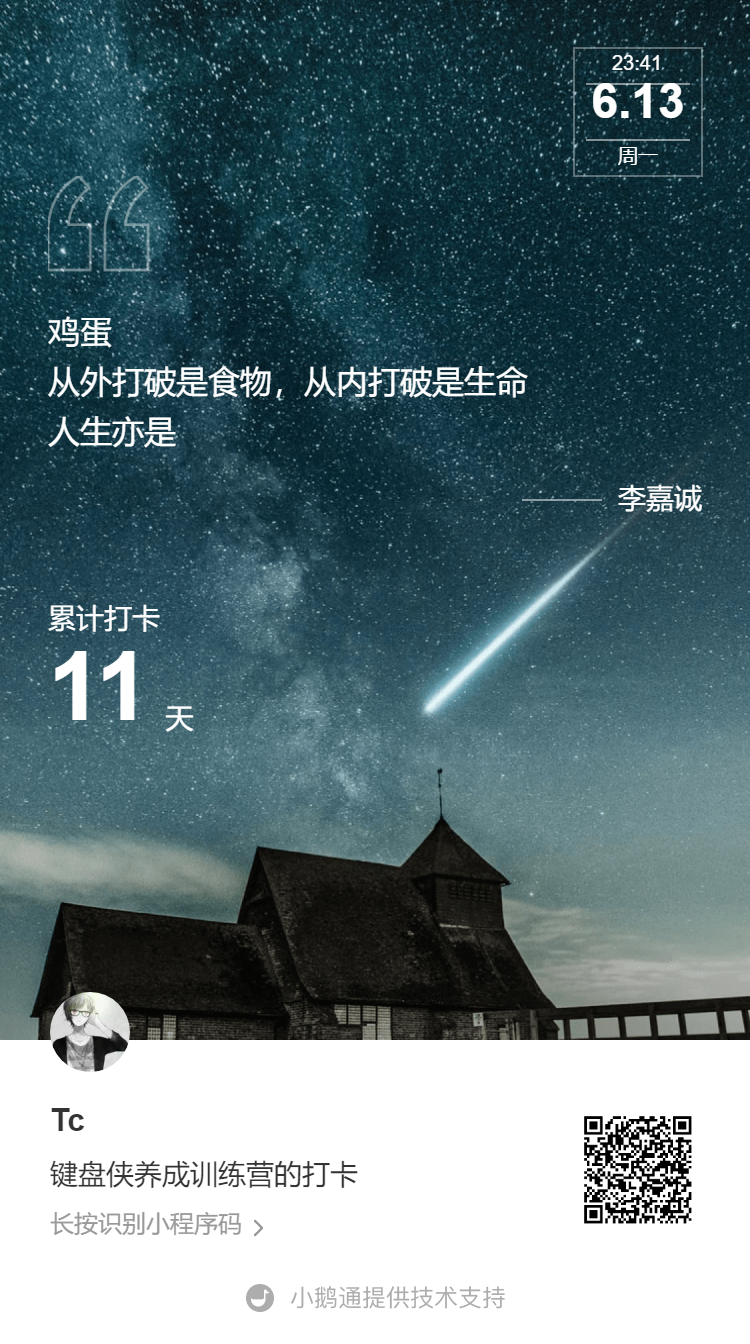 23:41
6.13
周一
鸡蛋
从外打破是食物，从内打破是生命
人生亦是
李嘉诚
累计打卡
11 天
Tc
键盘侠养成训练营的打卡
长按识别小程序码
小鹅通提供技术支持